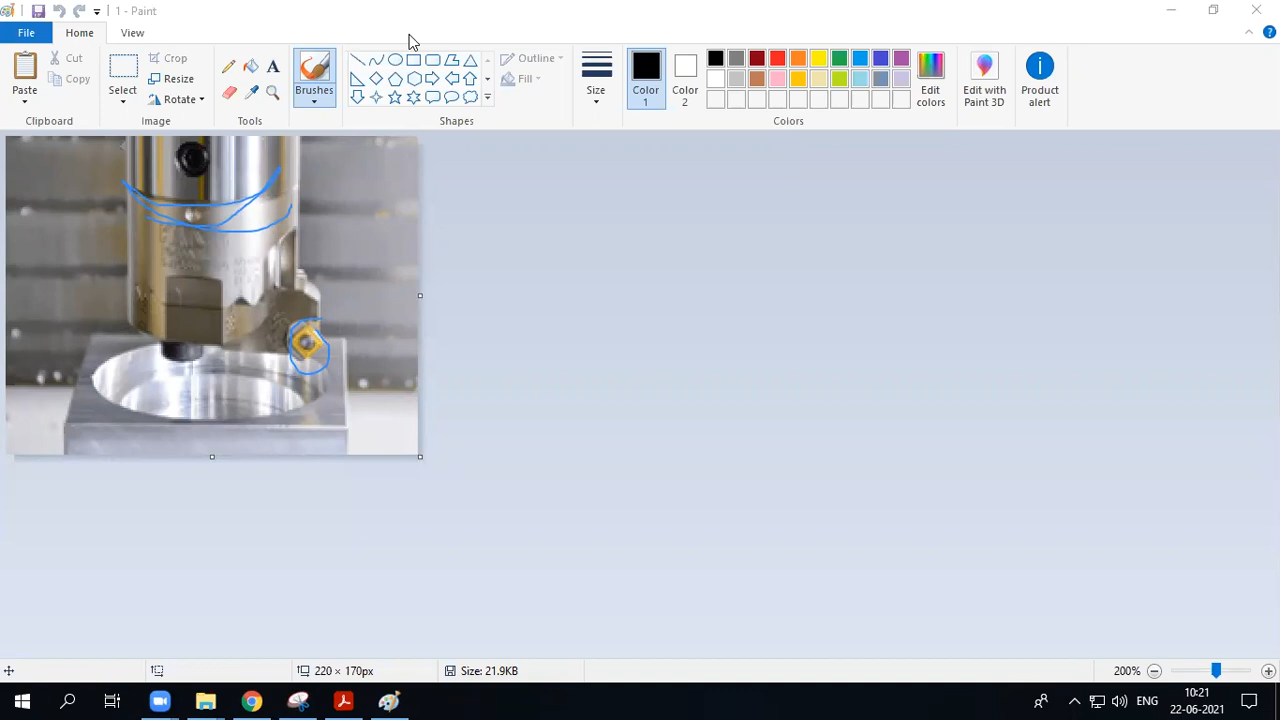 1 - Paint
File Home View
Paste Cut Copy Clipboard
Select Crop Resize Rotate Image
Tools
Brushes
Outline Fill Shapes
Size
Color 1 Color 2 Edit colors Colors
Edit with Paint 3D
Product alert
220 × 170px Size: 21.9KB 200%
ENG 10:21 22-06-2021